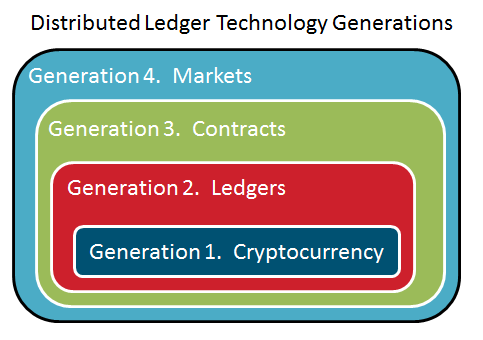 Distributed Ledger Technology Generations
Generation 4. Markets
Generation 3. Contracts
Generation 2. Ledgers
Generation 1. Cryptocurrency